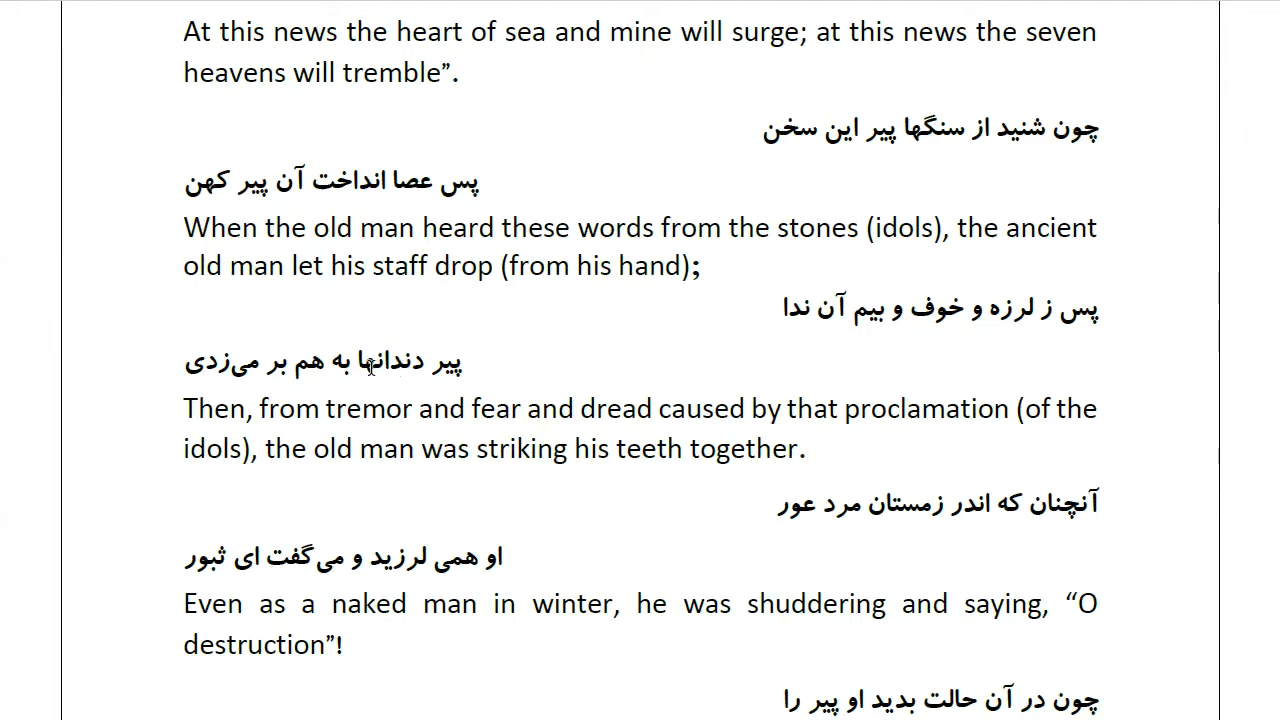 At this news the heart of sea and mine will surge; at this news the seven
heavens will tremble”.
چون شنید از سنگها پیر این سخن
پس عصا انداخت آن پیر کهن
When the old man heard these words from the stones (idols), the ancient
old man let his staff drop (from his hand);
پس ز لرزه و خوف و بیم آن ندا
پیر دندانها به هم بر می‌زدی
Then, from tremor and fear and dread caused by that proclamation (of the
idols), the old man was striking his teeth together.
آنچنان که اندر زمستان مرد عور
او همی لرزید و می‌گفت ای ثبور
Even as a naked man in winter, he was shuddering and saying, “O
destruction”!
چون در آن حالت بدید او پیر را